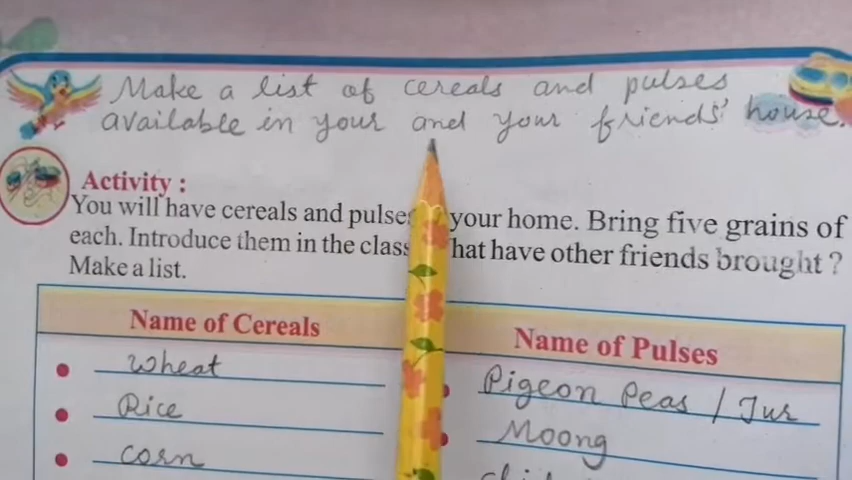 Make a list of cereals and pulses
available in your and your friends' house.
Activity :
You will have cereals and pulses your home. Bring five grains of
each. Introduce them in the class hat have other friends brought ?
Make a list.
Name of Cereals Name of Pulses
Wheat Pigeon Peas / Tur
Rice Moong
corn